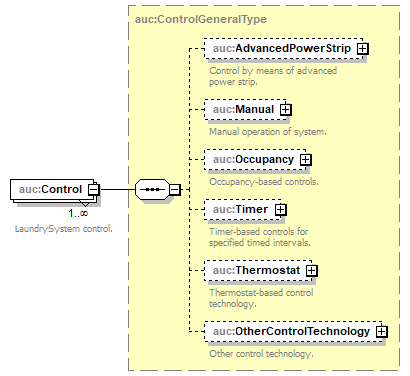 auc:ControlGeneralType
auc:AdvancedPowerStrip
Control by means of advanced
power strip.
auc:Manual
Manual operation of system.
auc:Occupancy
Occupancy-based controls.
auc:Control
1..∞
LaundrySystem control.
auc:Timer
Timer-based controls for
specified timed intervals.
auc:Thermostat
Thermostat-based control
technology.
auc:OtherControlTechnology
Other control technology.